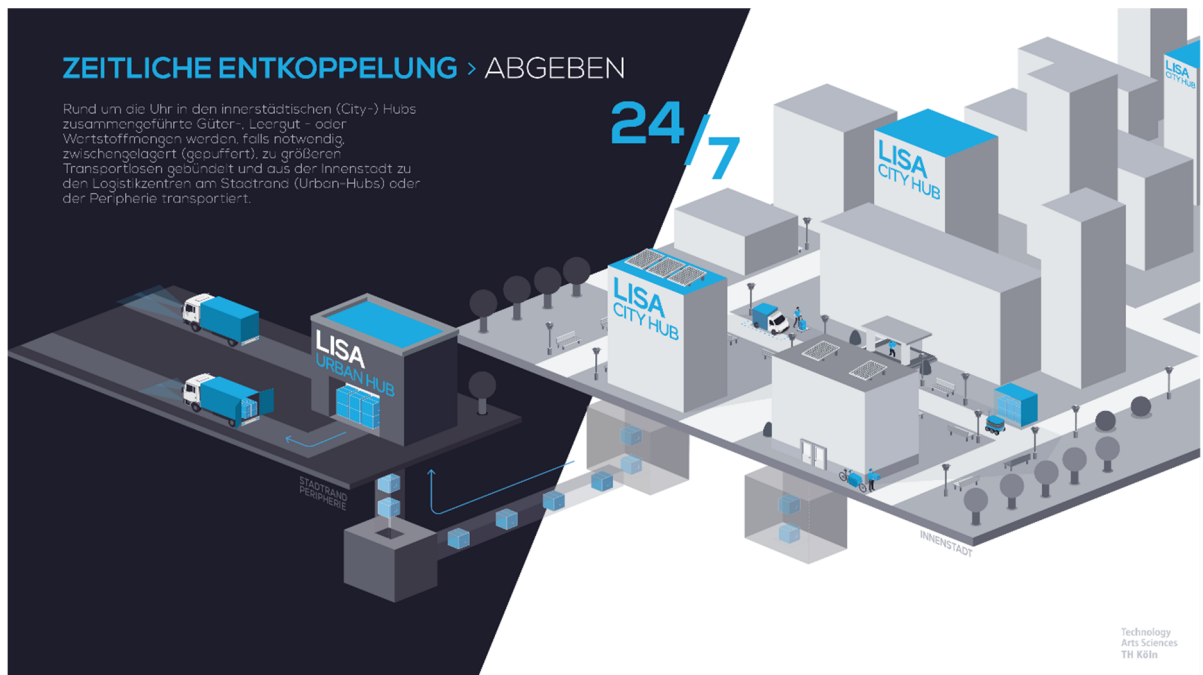 ZEITLICHE ENTKOPPELUNG > ABGEBEN
Rund um die Uhr in den innerstädtischen (City-) Hubs
zusammengeführte Güter-, Leergut - oder
Wertstoffmengen werden, falls notwendig,
zwischengelagert (gepuffert), zu größeren
Transportlosen gebündelt und aus der Innenstadt zu
den Logistikzentren am Stadtrand (Urban-Hubs) oder
der Peripherie transportiert.
24/7
LISA
CITY HUB
LISA
CITY HUB
LISA
CITY HUB
LISA
URBAN HUB
STADTRAND
PERIPHERIE
INNENSTADT
Technology
Arts Sciences
TH Köln